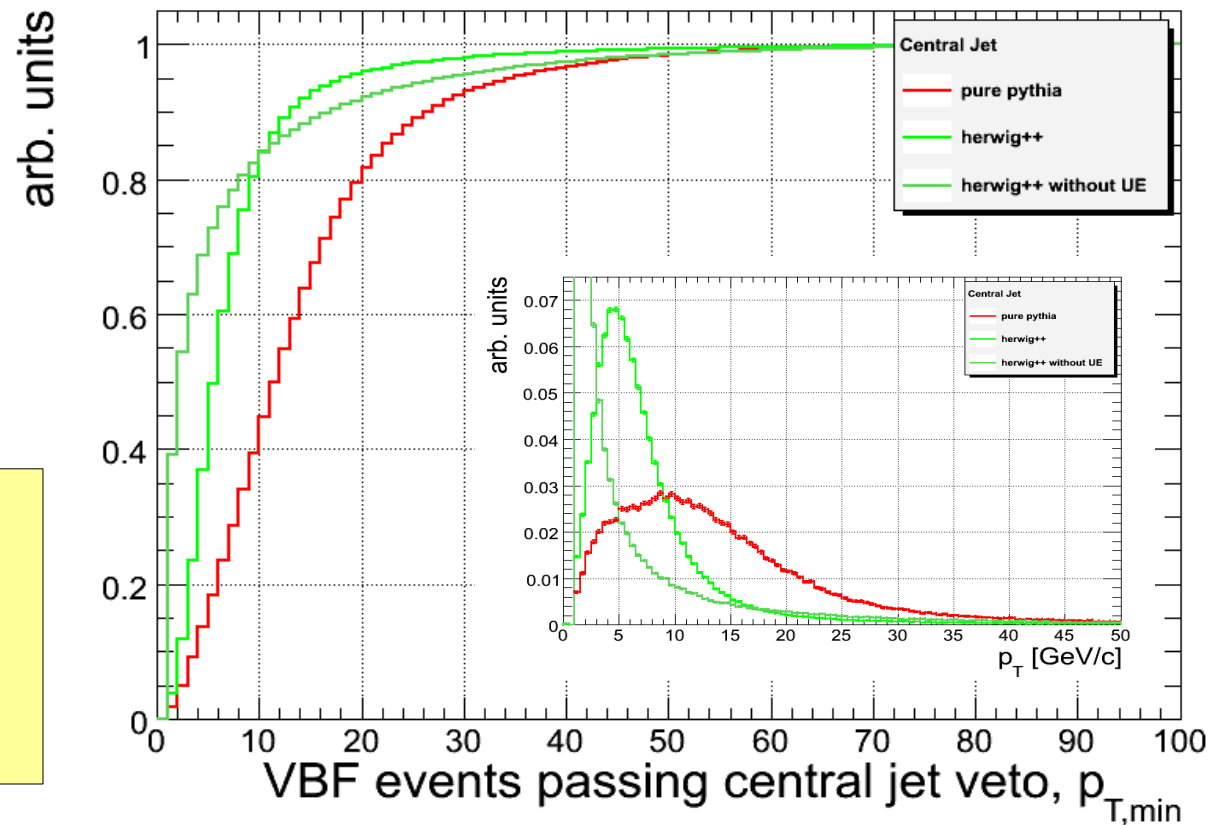 arb. units
1
0.8
0.6
0.4
0.2
0
0 10 20 30 40 50 60 70 80 90 100
VBF events passing central jet veto, p_T,min
Central Jet
pure pythia
herwig++
herwig++ without UE
arb. units
0.07
0.06
0.05
0.04
0.03
0.02
0.01
0
0 5 10 15 20 25 30 35 40 45 50
p_T [GeV/c]
Central Jet
pure pythia
herwig++
herwig++ without UE